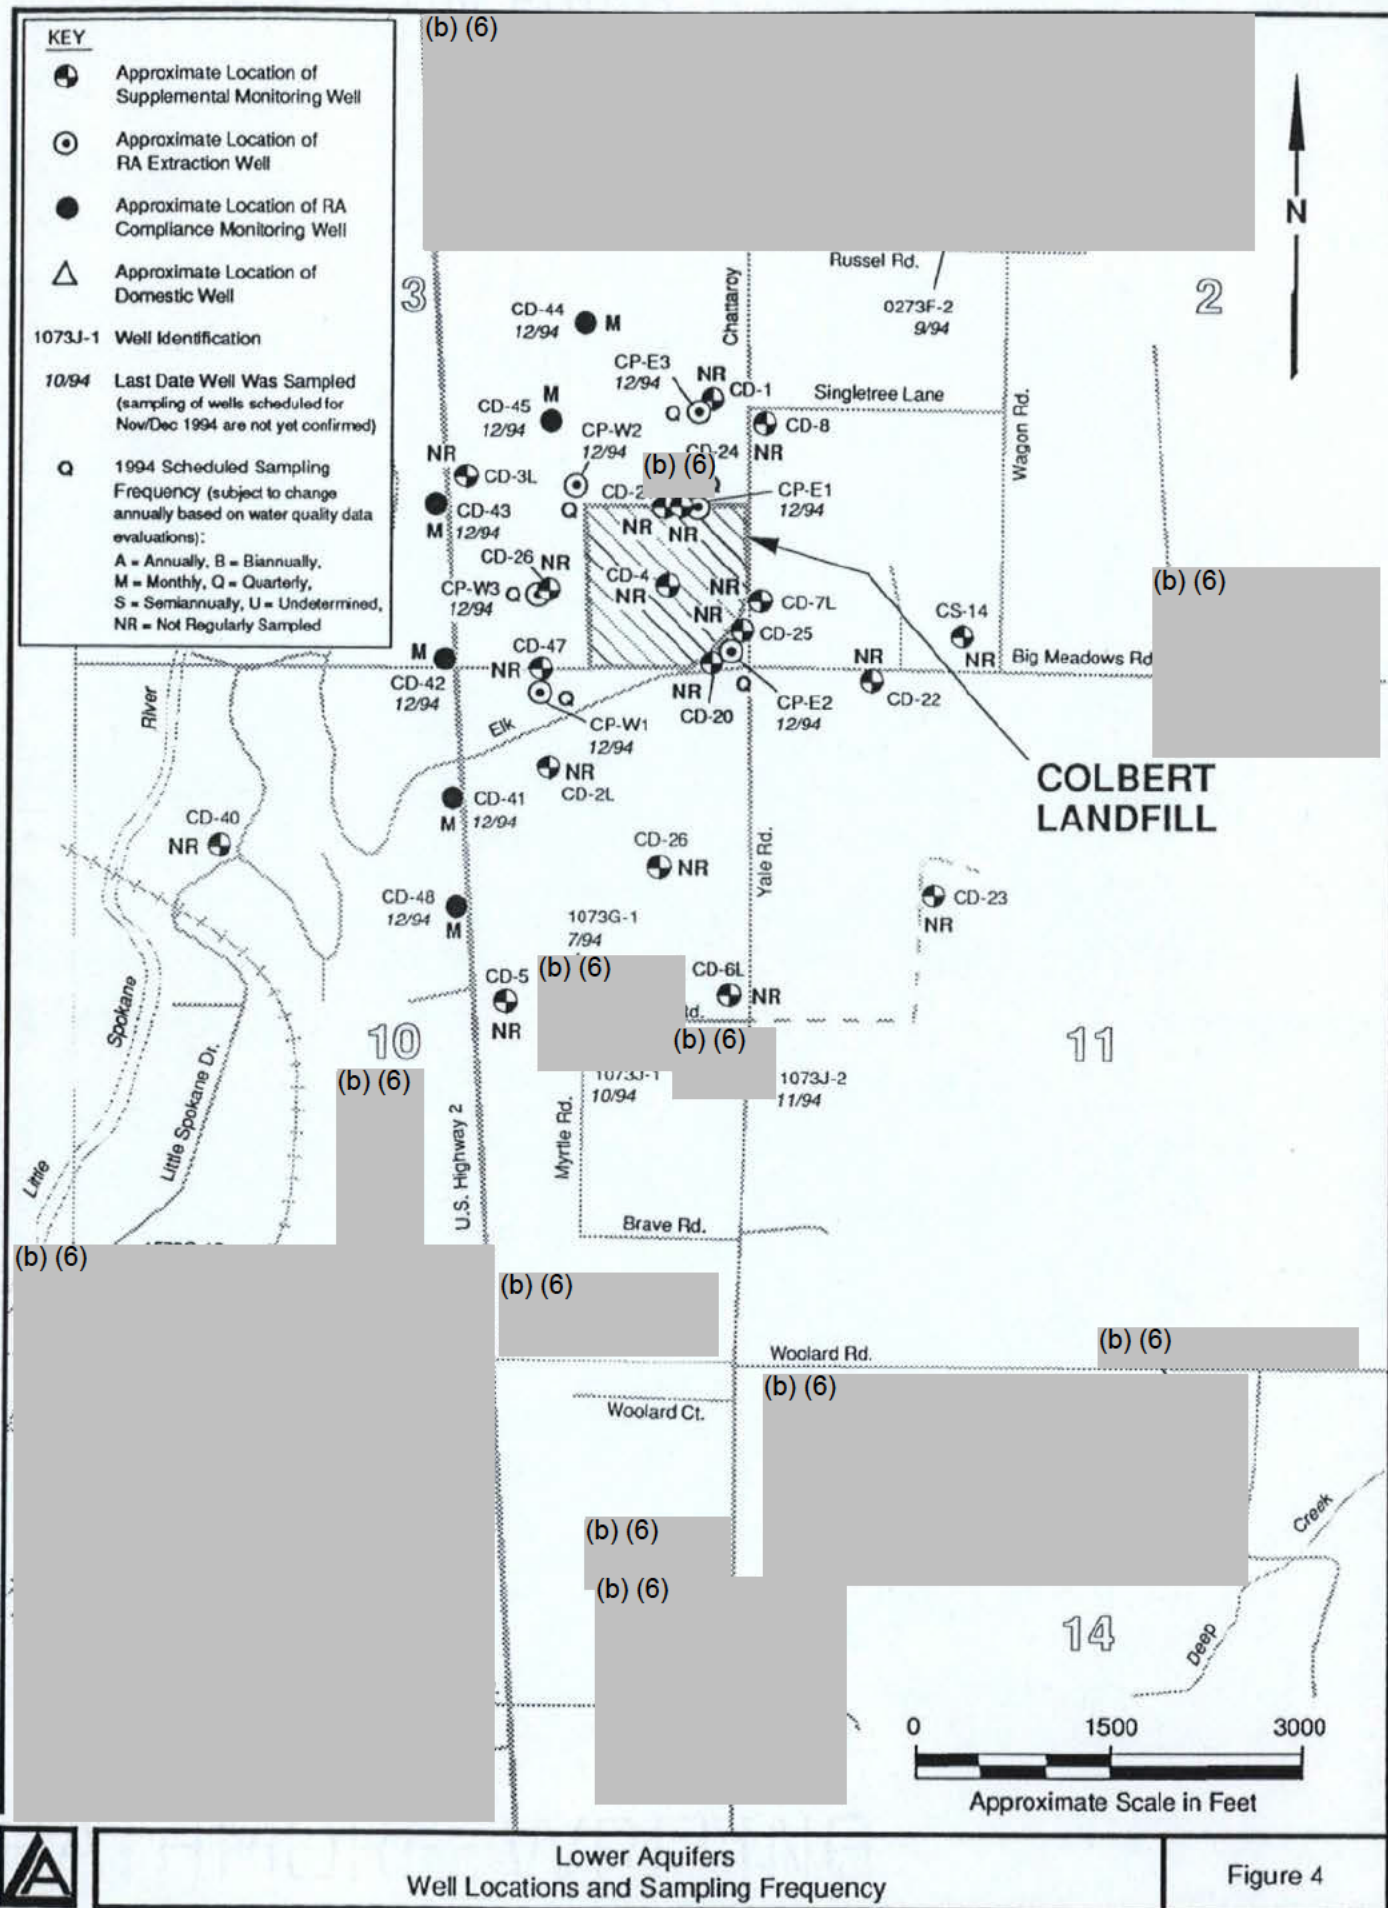 KEY
Approximate Location of
Supplemental Monitoring Well
Approximate Location of
RA Extraction Well
Approximate Location of RA
Compliance Monitoring Well
Approximate Location of
Domestic Well
1073J-1 Well Identification
10/94 Last Date Well Was Sampled
(sampling of wells scheduled for
Nov/Dec 1994 are not yet confirmed)
Q 1994 Scheduled Sampling
Frequency (subject to change
annually based on water quality data
evaluations):
A = Annually, B = Biannually,
M = Monthly, Q = Quarterly,
S = Semiannually, U = Undetermined,
NR = Not Regularly Sampled
(b) (6)
N
3
2
Russel Rd.
Chattaroy
0273F-2
9/94
CD-44
12/94
M
CP-E3
12/94
NR
CD-1
Q
Singletree Lane
Wagon Rd.
M
CD-45
12/94
CP-W2
12/94
CD-8
NR
CD-24
(b) (6)
NR
CD-3L
CD-2
Q
CP-E1
12/94
CD-43
M
12/94
NR
NR
CD-26
NR
CP-W3
12/94
Q
CD-4
NR
NR
CD-7L
NR
CD-25
CS-14
NR
(b) (6)
M
CD-42
12/94
CD-47
NR
Big Meadows Rd
NR
CD-22
NR
CD-20
Q
CP-E2
12/94
Q
CP-W1
12/94
Elk
River
NR
CD-2L
COLBERT
LANDFILL
CD-41
M
12/94
CD-40
NR
CD-26
NR
Yale Rd.
CD-48
12/94
M
CD-23
NR
1073G-1
7/94
(b) (6)
CD-5
NR
CD-6L
NR
Rd.
10
11
(b) (6)
(b) (6)
1073J-1
10/94
1073J-2
11/94
Spokane
Little Spokane Dr.
Little
U.S. Highway 2
Myrtle Rd.
Brave Rd.
(b) (6)
(b) (6)
(b) (6)
Woolard Rd.
(b) (6)
Woolard Ct.
(b) (6)
(b) (6)
Creek
Deep
14
0 1500 3000
Approximate Scale in Feet
Lower Aquifers
Well Locations and Sampling Frequency
Figure 4